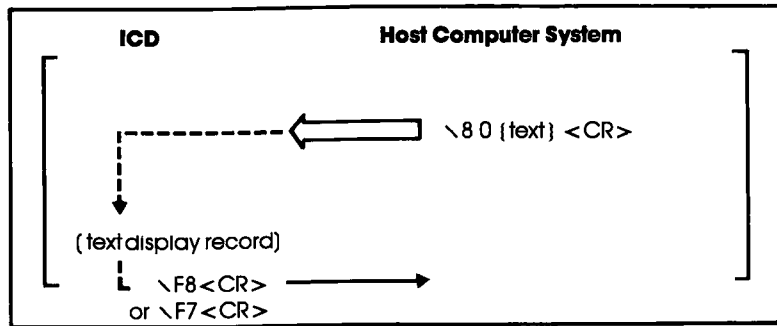 ICD Host Computer System
\8 0 {text} <CR>
(text display record)
\F8<CR>
or \F7<CR>